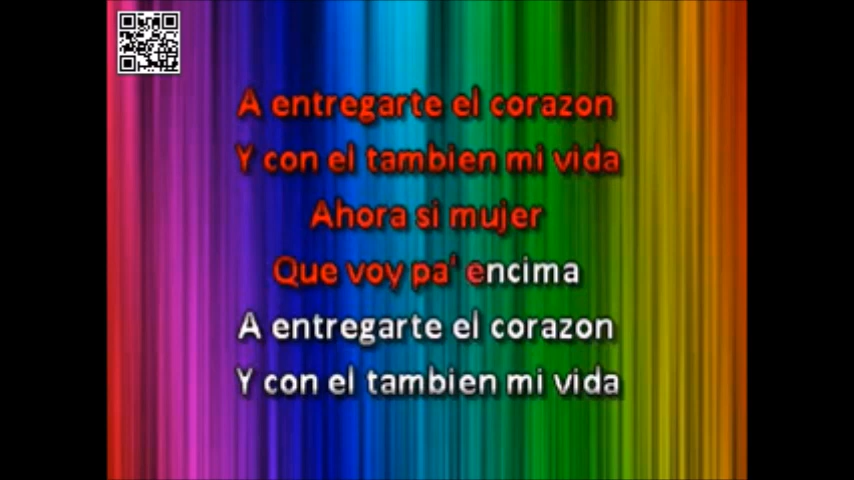 A entregarte el corazon
Y con el tambien mi vida
Ahora si mujer
Que voy pa' encima
A entregarte el corazon
Y con el tambien mi vida